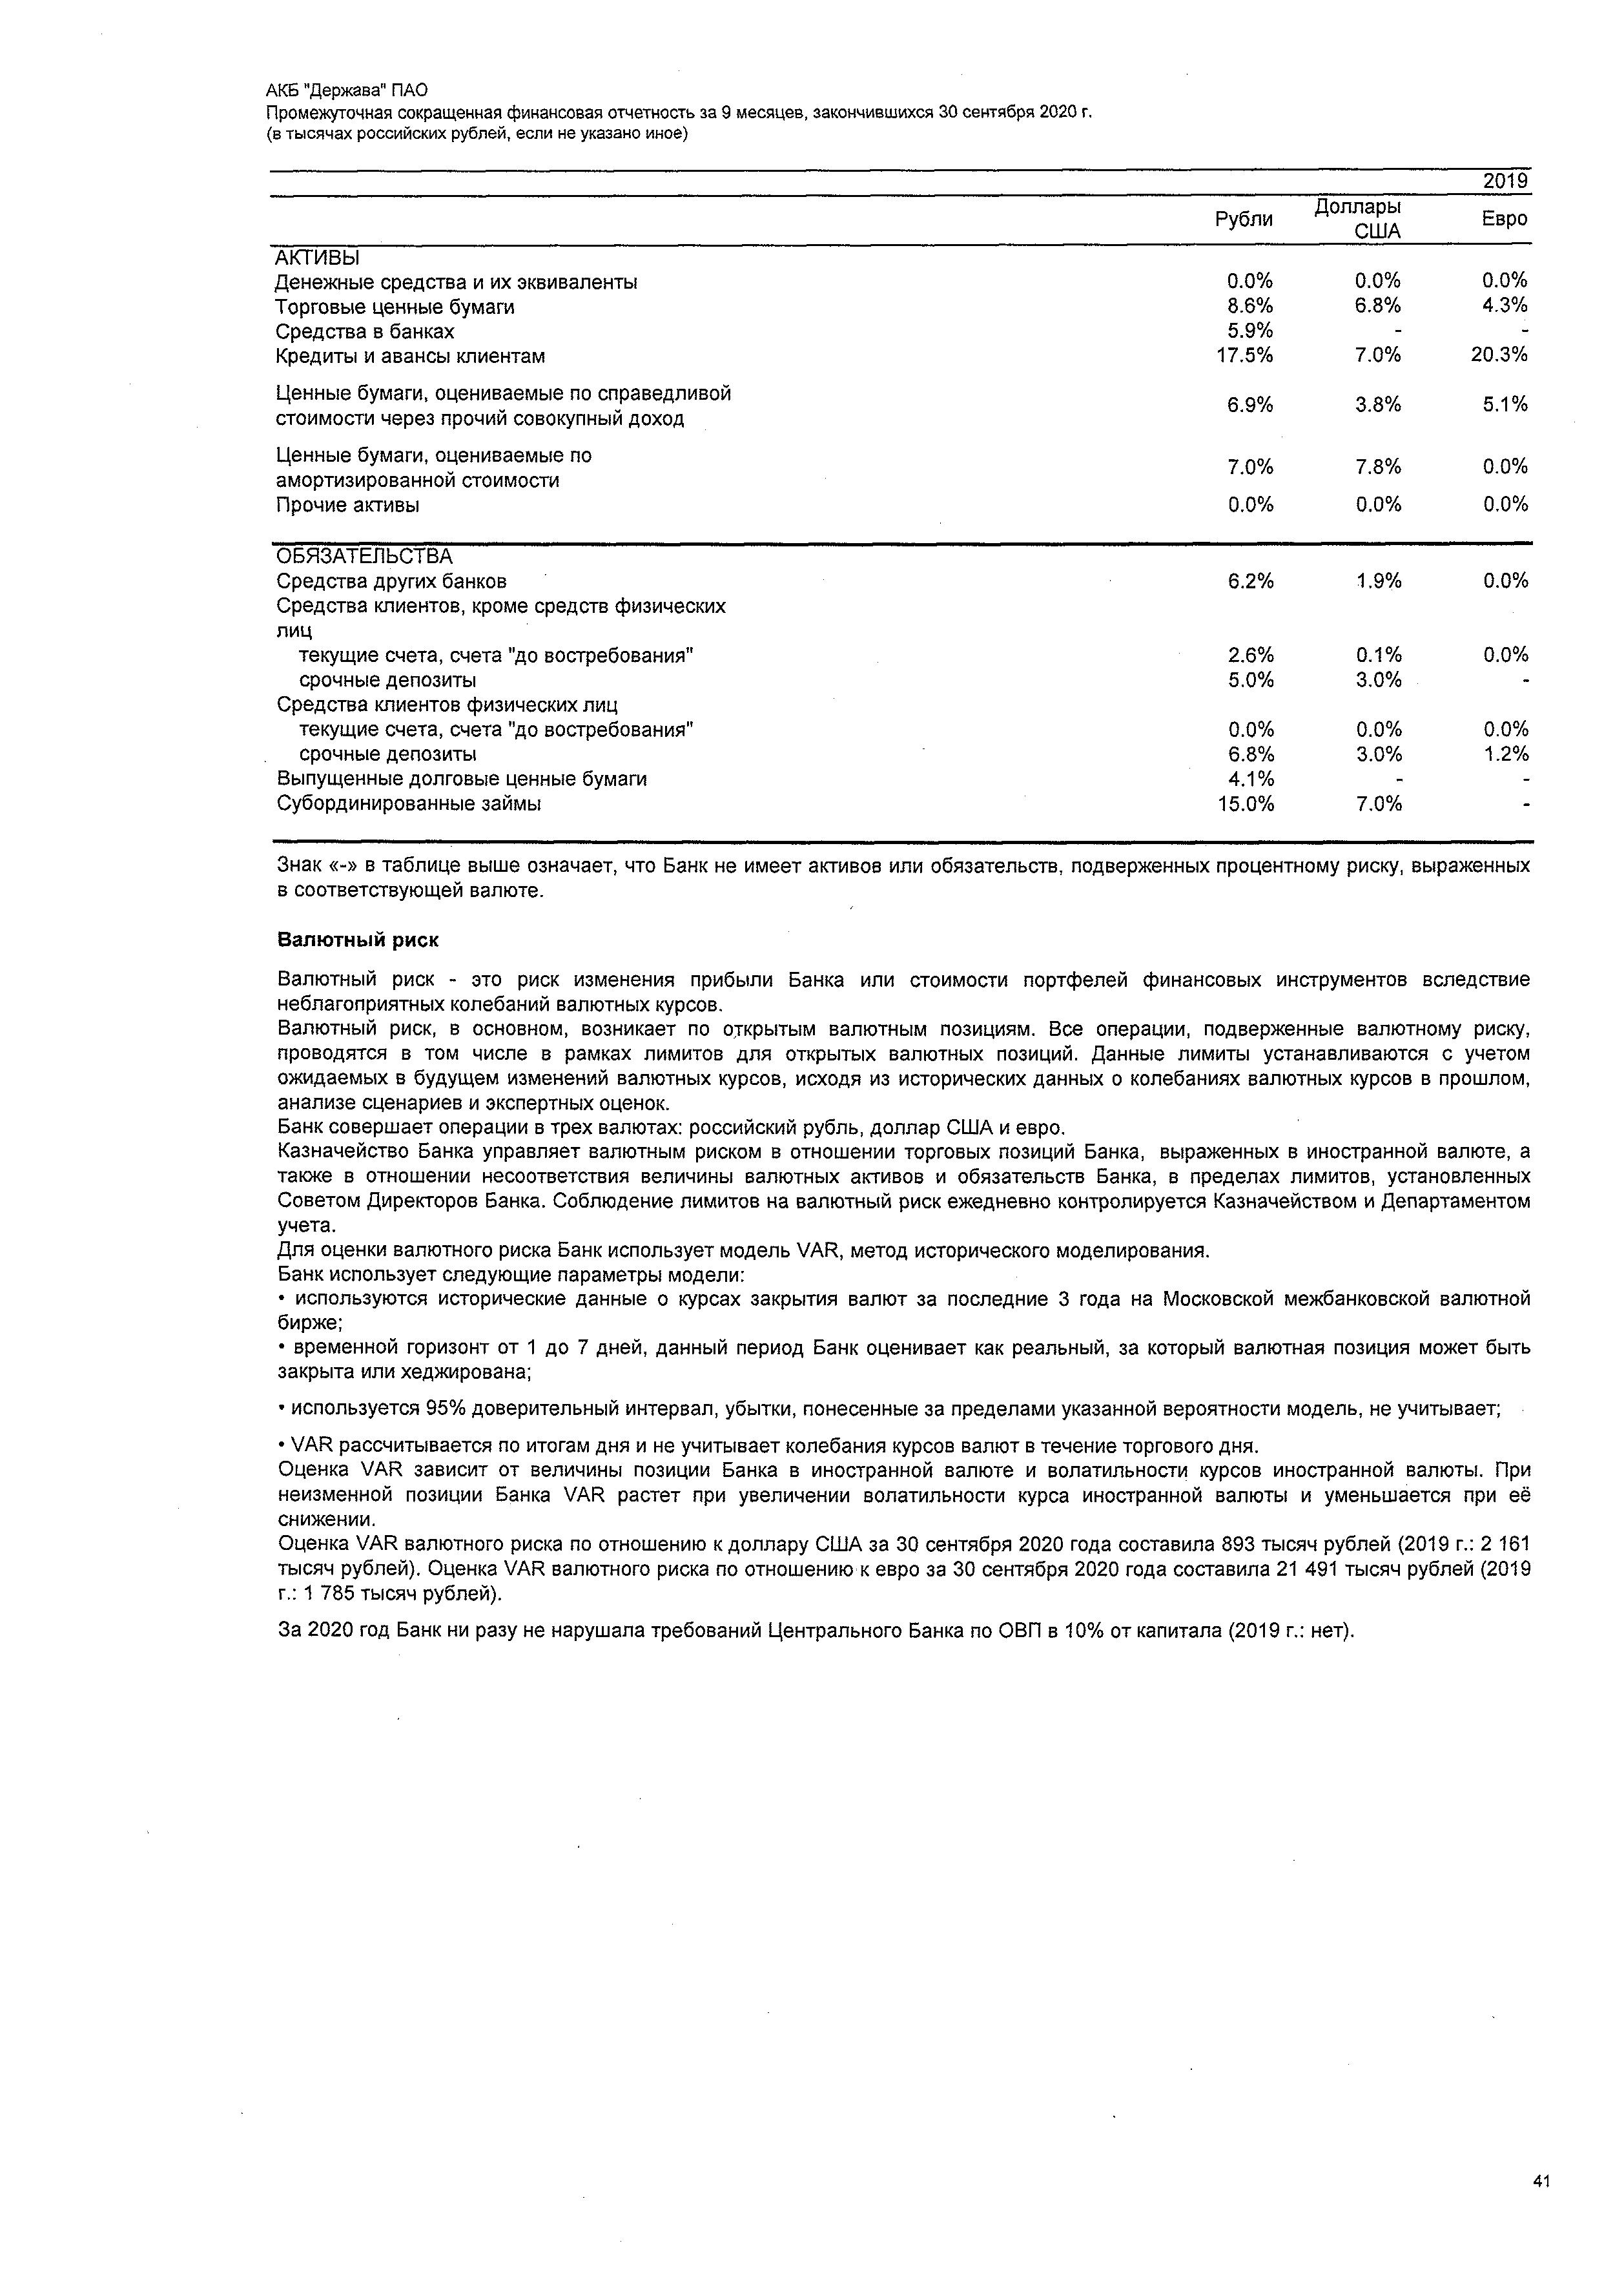 АКБ "Держава" ПАО
Промежуточная сокращенная финансовая отчетность за 9 месяцев, закончившихся 30 сентября 2020 г.
(в тысячах российских рублей, если не указано иное)
2019
Рубли Доллары США Евро
АКТИВЫ
Денежные средства и их эквиваленты 0.0% 0.0% 0.0%
Торговые ценные бумаги 8.6% 6.8% 4.3%
Средства в банках 5.9% - -
Кредиты и авансы клиентам 17.5% 7.0% 20.3%
Ценные бумаги, оцениваемые по справедливой
стоимости через прочий совокупный доход 6.9% 3.8% 5.1%
Ценные бумаги, оцениваемые по
амортизированной стоимости 7.0% 7.8% 0.0%
Прочие активы 0.0% 0.0% 0.0%
ОБЯЗАТЕЛЬСТВА
Средства других банков 6.2% 1.9% 0.0%
Средства клиентов, кроме средств физических
лиц
текущие счета, счета "до востребования" 2.6% 0.1% 0.0%
срочные депозиты 5.0% 3.0% -
Средства клиентов физических лиц
текущие счета, счета "до востребования" 0.0% 0.0% 0.0%
срочные депозиты 6.8% 3.0% 1.2%
Выпущенные долговые ценные бумаги 4.1% - -
Субординированные займы 15.0% 7.0% -
Знак «-» в таблице выше означает, что Банк не имеет активов или обязательств, подверженных процентному риску, выраженных
в соответствующей валюте.
Валютный риск
Валютный риск - это риск изменения прибыли Банка или стоимости портфелей финансовых инструментов вследствие
неблагоприятных колебаний валютных курсов.
Валютный риск, в основном, возникает по открытым валютным позициям. Все операции, подверженные валютному риску,
проводятся в том числе в рамках лимитов для открытых валютных позиций. Данные лимиты устанавливаются с учетом
ожидаемых в будущем изменений валютных курсов, исходя из исторических данных о колебаниях валютных курсов в прошлом,
анализе сценариев и экспертных оценок.
Банк совершает операции в трех валютах: российский рубль, доллар США и евро.
Казначейство Банка управляет валютным риском в отношении торговых позиций Банка, выраженных в иностранной валюте, а
также в отношении несоответствия величины валютных активов и обязательств Банка, в пределах лимитов, установленных
Советом Директоров Банка. Соблюдение лимитов на валютный риск ежедневно контролируется Казначейством и Департаментом
учета.
Для оценки валютного риска Банк использует модель VAR, метод исторического моделирования.
Банк использует следующие параметры модели:
• используются исторические данные о курсах закрытия валют за последние 3 года на Московской межбанковской валютной
бирже;
• временной горизонт от 1 до 7 дней, данный период Банк оценивает как реальный, за который валютная позиция может быть
закрыта или хеджирована;
• используется 95% доверительный интервал, убытки, понесенные за пределами указанной вероятности модель, не учитывает;
• VAR рассчитывается по итогам дня и не учитывает колебания курсов валют в течение торгового дня.
Оценка VAR зависит от величины позиции Банка в иностранной валюте и волатильности курсов иностранной валюты. При
неизменной позиции Банка VAR растет при увеличении волатильности курса иностранной валюты и уменьшается при её
снижении.
Оценка VAR валютного риска по отношению к доллару США за 30 сентября 2020 года составила 893 тысяч рублей (2019 г.: 2 161
тысяч рублей). Оценка VAR валютного риска по отношению к евро за 30 сентября 2020 года составила 21 491 тысяч рублей (2019
г.: 1 785 тысяч рублей).
За 2020 год Банк ни разу не нарушала требований Центрального Банка по ОВП в 10% от капитала (2019 г.: нет).
41